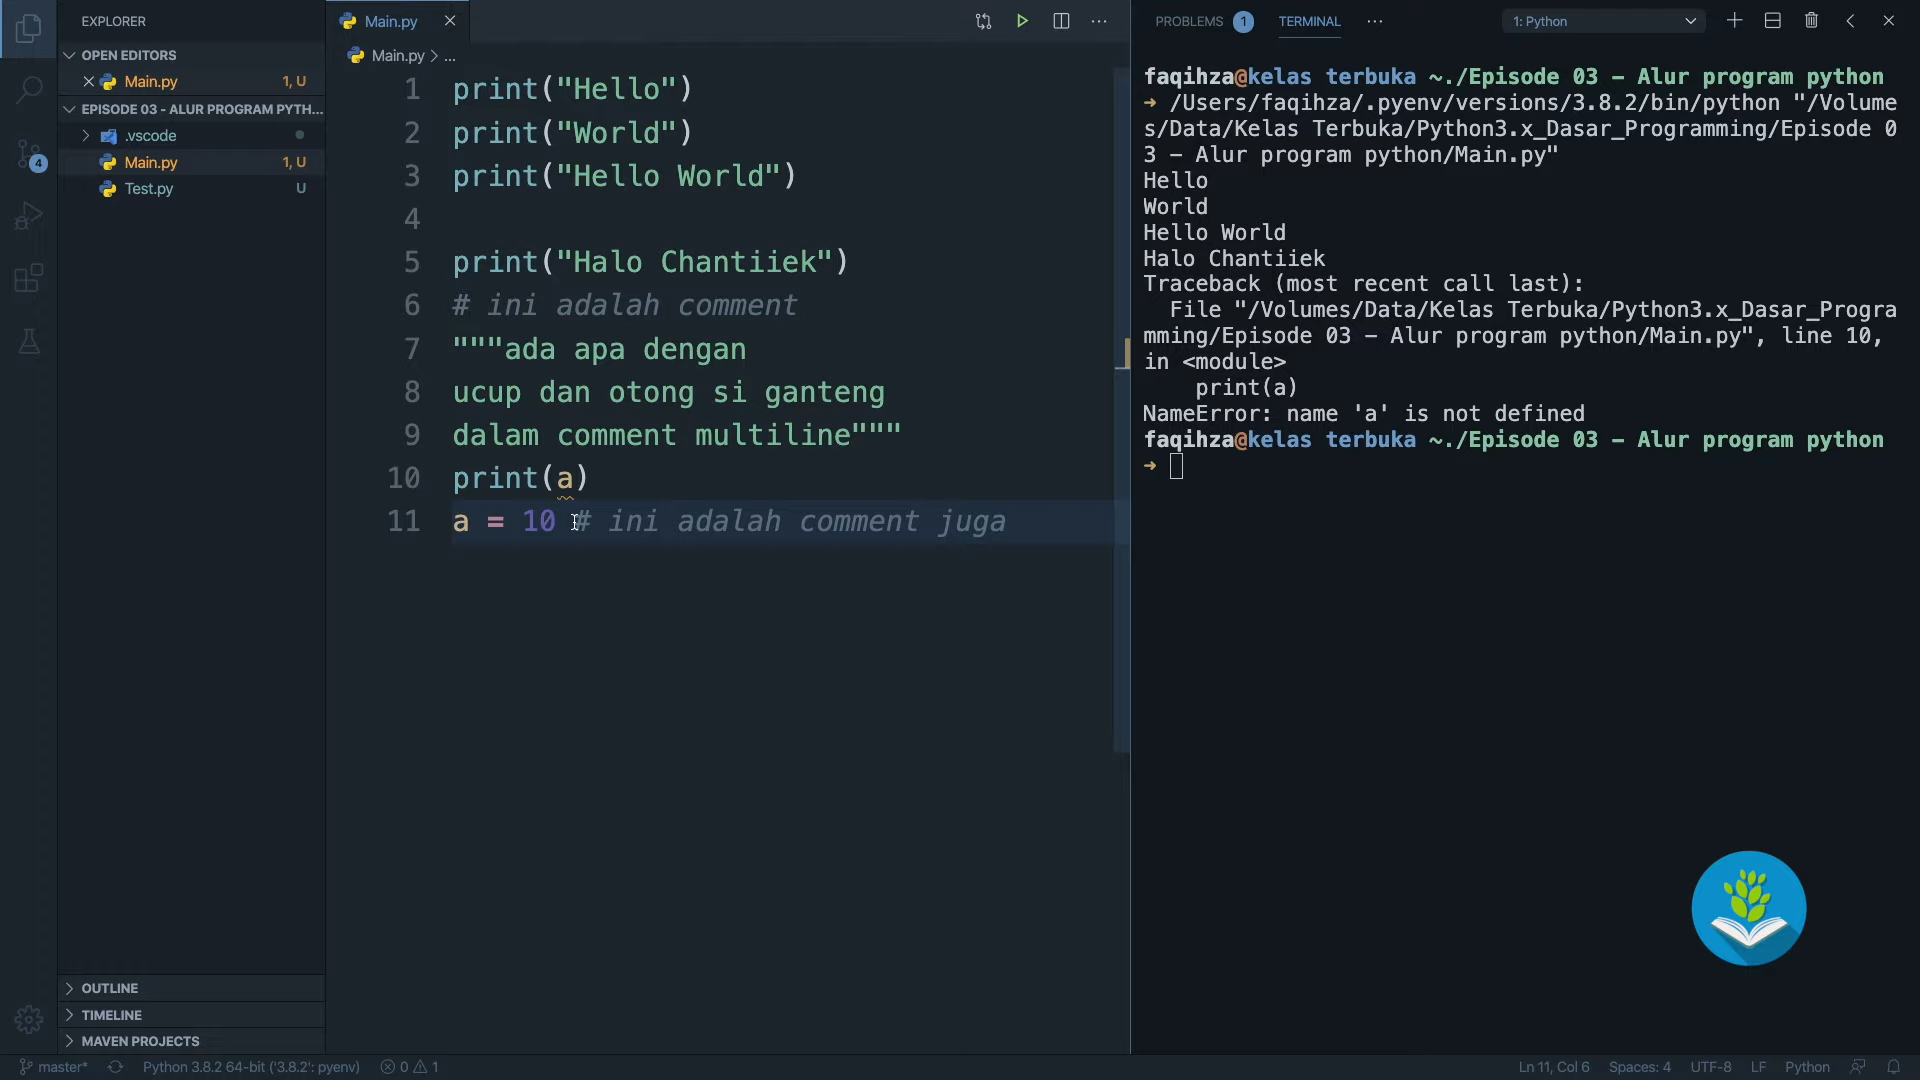 EXPLORER
OPEN EDITORS
Main.py 1, U
EPISODE 03 - ALUR PROGRAM PYTH...
.vscode
Main.py 1, U
Test.py U
4
OUTLINE
TIMELINE
MAVEN PROJECTS
Main.py
Main.py > ...
1 print("Hello")
2 print("World")
3 print("Hello World")
4
5 print("Halo Chantiiek")
6 # ini adalah comment
7 """ada apa dengan
8 ucup dan otong si ganteng
9 dalam comment multiline"""
10 print(a)
11 a = 10 # ini adalah comment juga
PROBLEMS 1 TERMINAL ... 1: Python
faqihza@kelas terbuka ~./Episode 03 – Alur program python
➜ /Users/faqihza/.pyenv/versions/3.8.2/bin/python "/Volume
s/Data/Kelas Terbuka/Python3.x_Dasar_Programming/Episode 0
3 – Alur program python/Main.py"
Hello
World
Hello World
Halo Chantiiek
Traceback (most recent call last):
  File "/Volumes/Data/Kelas Terbuka/Python3.x_Dasar_Progra
mming/Episode 03 – Alur program python/Main.py", line 10,
in <module>
    print(a)
NameError: name 'a' is not defined
faqihza@kelas terbuka ~./Episode 03 – Alur program python
➜
master* Python 3.8.2 64-bit ('3.8.2': pyenv) 0 1 Ln 11, Col 6 Spaces: 4 UTF-8 LF Python